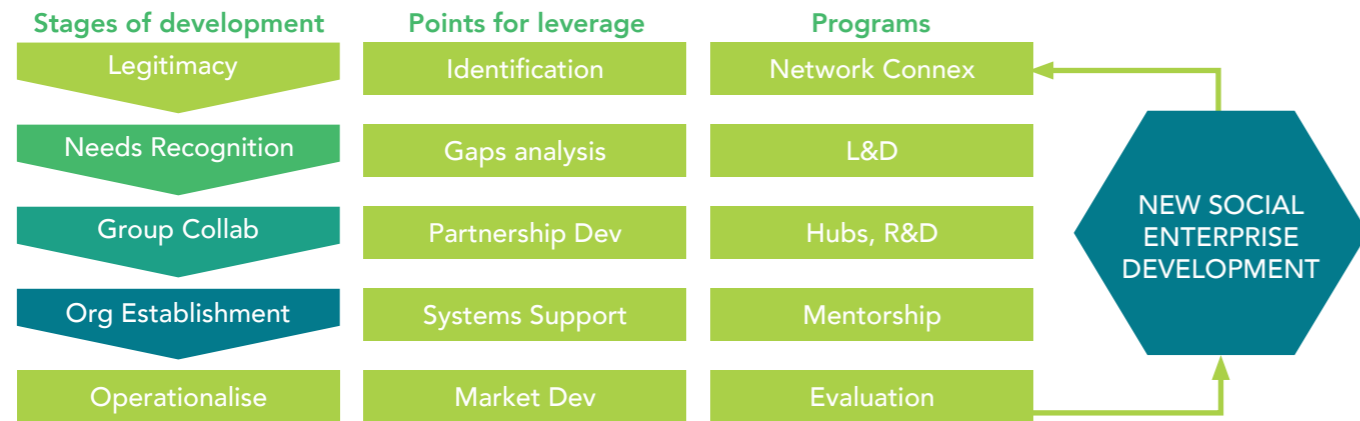 Stages of development
Points for leverage
Programs
Legitimacy
Identification
Network Connex
Needs Recognition
Gaps analysis
L&D
Group Collab
Partnership Dev
Hubs, R&D
Org Establishment
Systems Support
Mentorship
Operationalise
Market Dev
Evaluation
NEW SOCIAL
ENTERPRISE
DEVELOPMENT